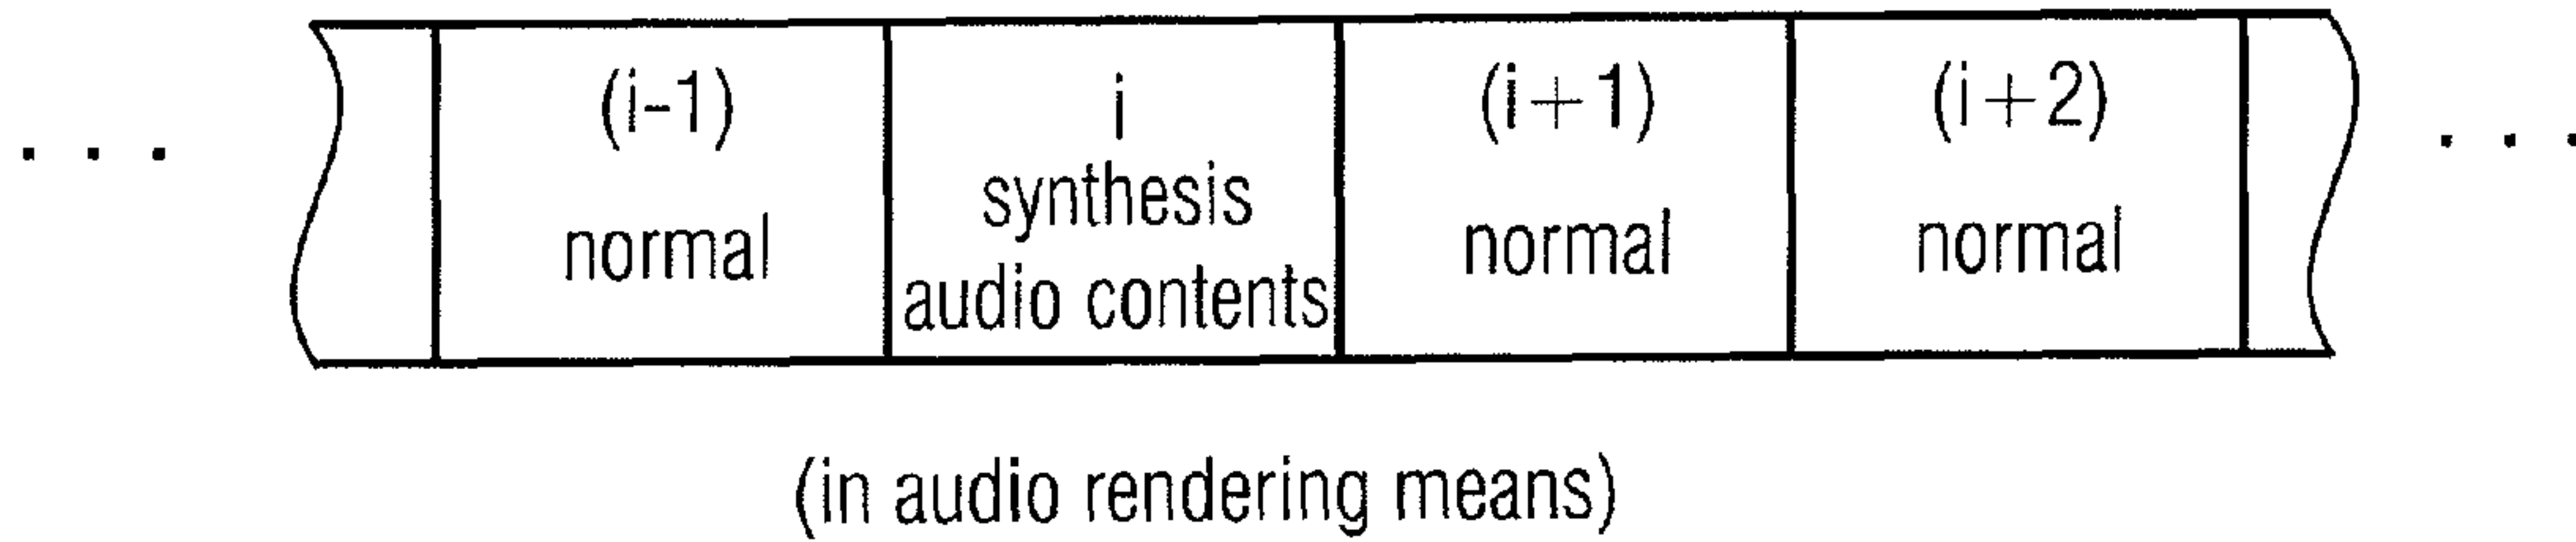 . . .
(i-1)
normal
i
synthesis
audio contents
(i+1)
normal
(i+2)
normal
. . .
(in audio rendering means)